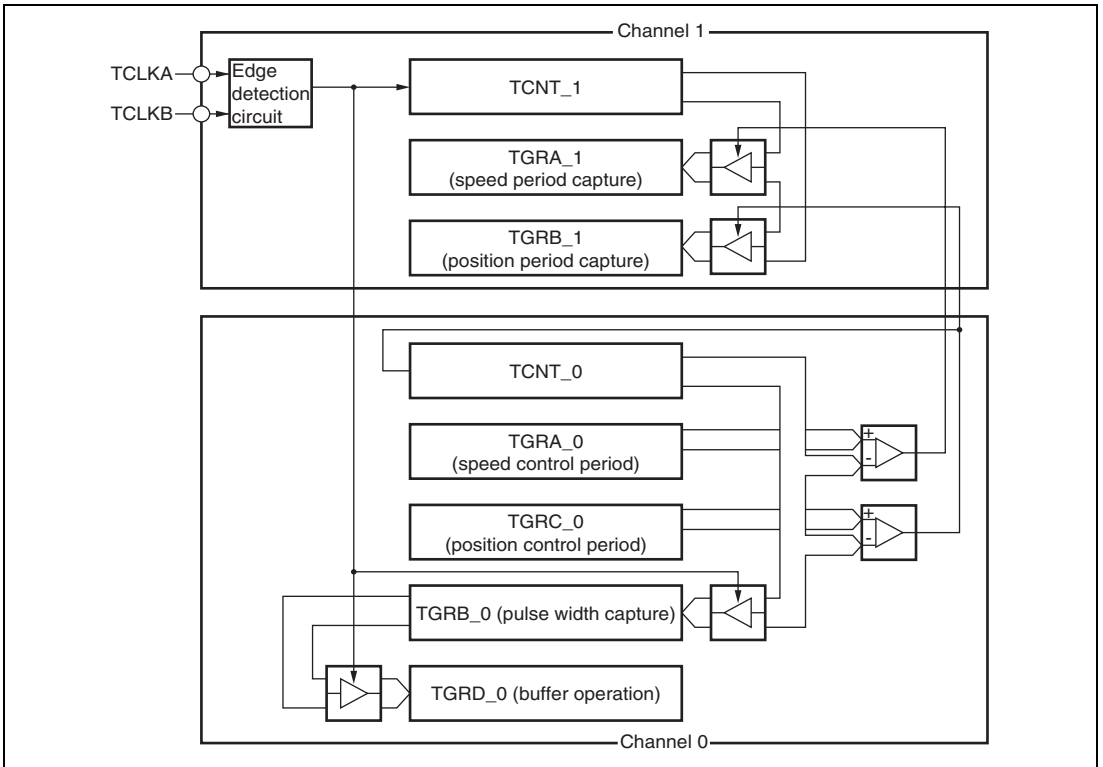 Channel 1
TCLKA
TCLKB
Edge
detection
circuit
TCNT_1
TGRA_1
(speed period capture)
TGRB_1
(position period capture)
TCNT_0
TGRA_0
(speed control period)
+
-
TGRC_0
(position control period)
+
-
TGRB_0 (pulse width capture)
TGRD_0 (buffer operation)
Channel 0